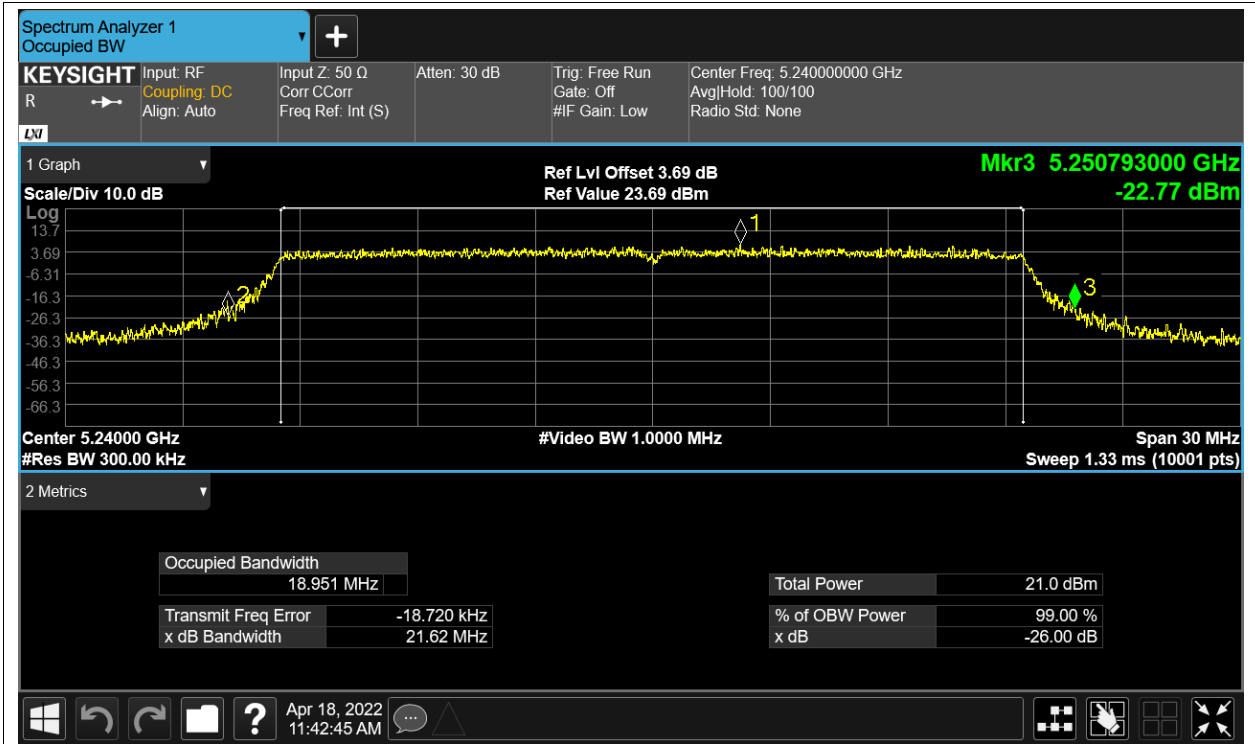 Spectrum Analyzer 1
Occupied BW
KEYSIGHT
R
LXI
Input: RF
Coupling: DC
Align: Auto
Input Z: 50 Ω
Corr CCorr
Freq Ref: Int (S)
Atten: 30 dB
Trig: Free Run
Gate: Off
#IF Gain: Low
Center Freq: 5.240000000 GHz
Avg|Hold: 100/100
Radio Std: None
1 Graph
Scale/Div 10.0 dB
Ref Lvl Offset 3.69 dB
Ref Value 23.69 dBm
Mkr3 5.250793000 GHz
-22.77 dBm
Log
13.7
3.69
-6.31
-16.3
-26.3
-36.3
-46.3
-56.3
-66.3
1
2
3
Center 5.24000 GHz
#Video BW 1.0000 MHz
Span 30 MHz
#Res BW 300.00 kHz
Sweep 1.33 ms (10001 pts)
2 Metrics
Occupied Bandwidth
18.951 MHz
Total Power 21.0 dBm
Transmit Freq Error -18.720 kHz
% of OBW Power 99.00 %
x dB Bandwidth 21.62 MHz
x dB -26.00 dB
?
Apr 18, 2022
11:42:45 AM